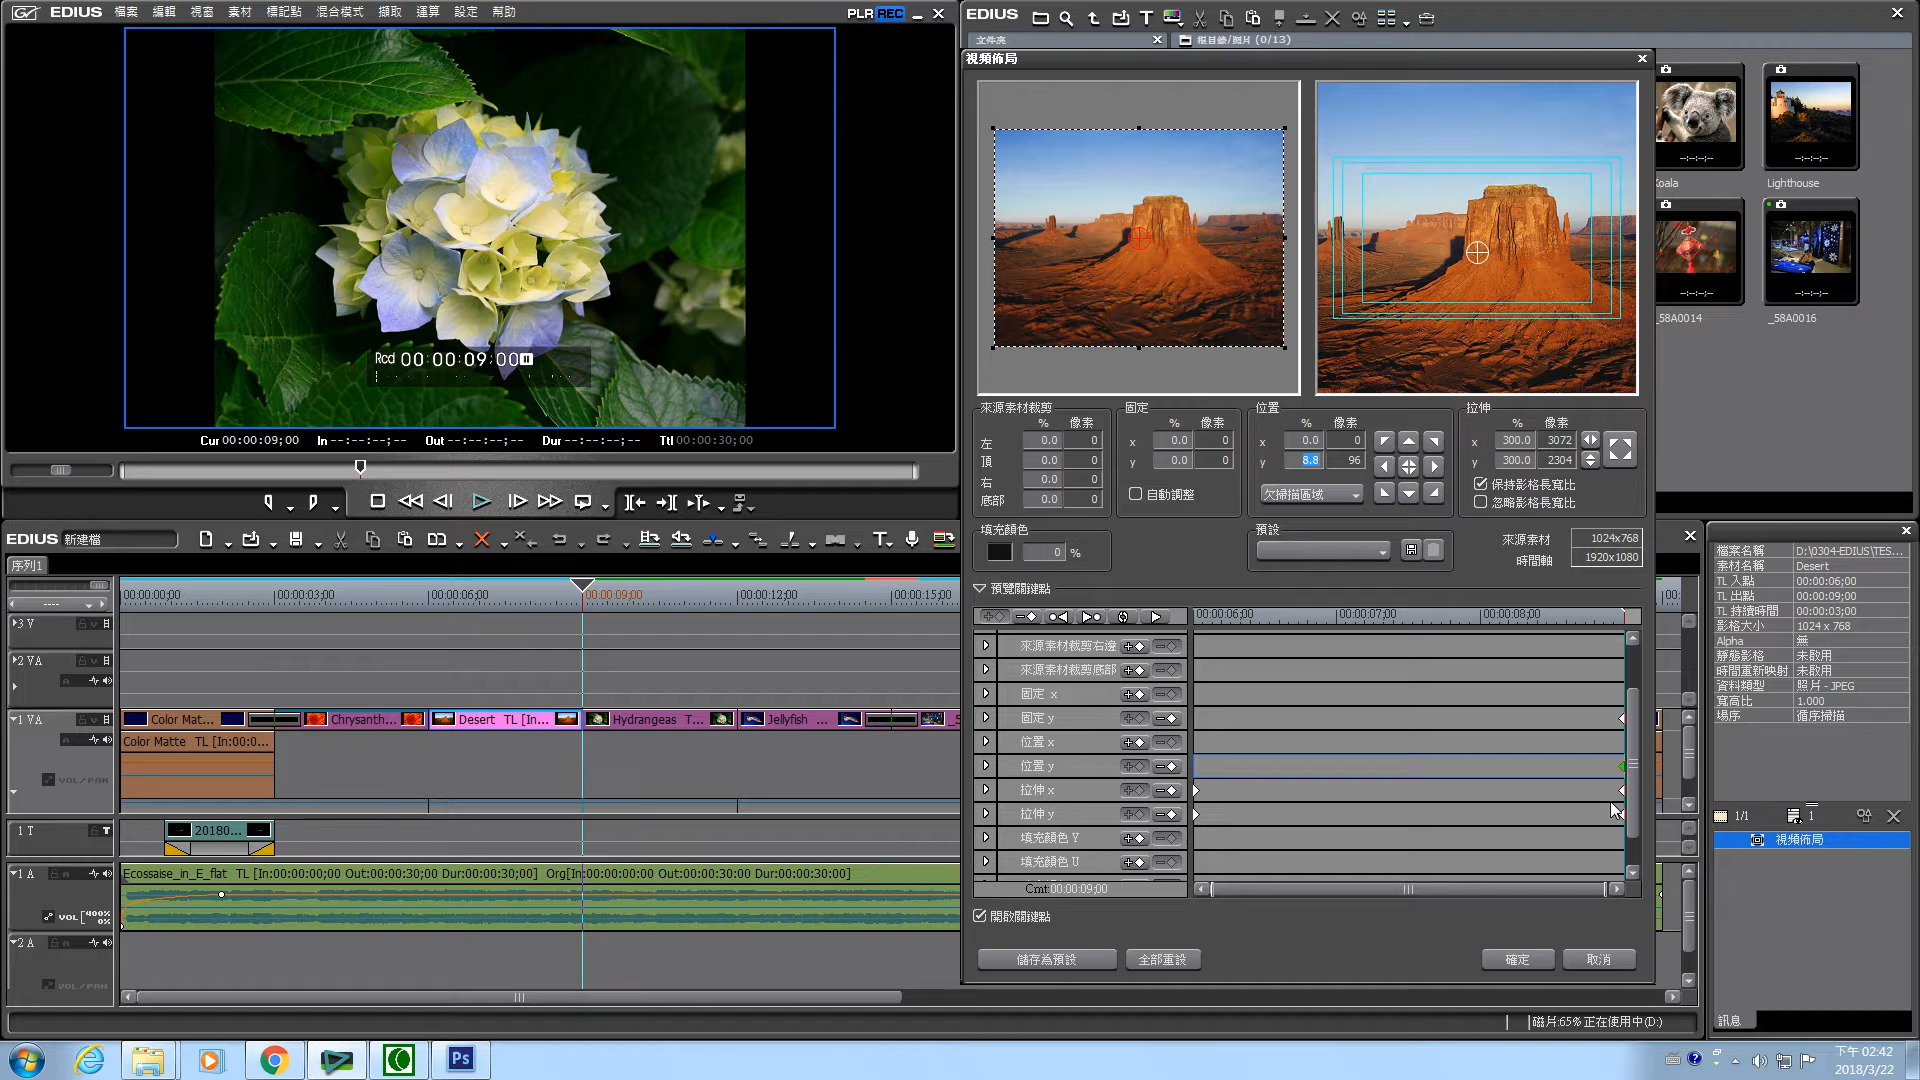 EDIUS 檔案 編輯 視窗 素材 標記點 混合模式 擷取 運算 設定 幫助
PLR REC
Rcd 00:00:09;00
Cur 00:00:09;00 In --:--:--;-- Out --:--:--;-- Dur --:--:--;-- Ttl 00:00:30;00
EDIUS
文件夾
根目錄/照片 (0/13)
Koala
Lighthouse
_58A0014
_58A0016
--:--:--;--
--:--:--;--
--:--:--;--
--:--:--;--
視頻佈局
來源素材裁剪
% 像素
左 0.0 0
頂 0.0 0
右 0.0 0
底部 0.0 0
固定
% 像素
x 0.0 0
y 0.0 0
自動調整
位置
% 像素
x 0.0 0
y 8.8 96
欠掃描區域
拉伸
% 像素
x 300.0 3072
y 300.0 2304
保持影格長寬比
忽略影格長寬比
填充顏色
0 %
預設
來源素材 1024x768
時間軸 1920x1080
預覽關鍵點
00:00:06;00 00:00:07;00 00:00:08;00
來源素材裁剪右邊
來源素材裁剪底部
固定 x
固定 y
位置 x
位置 y
拉伸 x
拉伸 y
填充顏色 Y
填充顏色 U
Crnt:00:00:09;00
開啟關鍵點
儲存為預設
全部重設
確定
取消
EDIUS 新建檔
序列1
00:00:00;00 00:00:03;00 00:00:06;00 00:00:09;00 00:00:12;00 00:00:15;00
3 V
2 VA
1 VA
Color Mat...
Chrysanth...
Desert TL [In...
Hydrangeas T...
Jellyfish ...
Color Matte TL [In:00:0...
VOL/PAN
1 T
20180...
1 A
Ecossaise_in_E_flat TL [In:00:00:00;00 Out:00:00:30;00 Dur:00:00:30;00] Org[In:00:00:00:00 Out:00:00:30:00 Dur:00:00:30:00]
VOL [400%
0%
2 A
VOL/PAN
磁片:65% 正在使用中(D:)
檔案名稱 D:\0304-EDIUS\TES...
素材名稱 Desert
TL 入點 00:00:06;00
TL 出點 00:00:09;00
TL 持續時間 00:00:03;00
影格大小 1024 x 768
Alpha 無
靜態影格 未啟用
時間重新映射 未啟用
資料類型 照片 - JPEG
寬高比 1.000
場序 循序掃描
1/1
1
視頻佈局
訊息
Ps
下午 02:42
2018/3/22